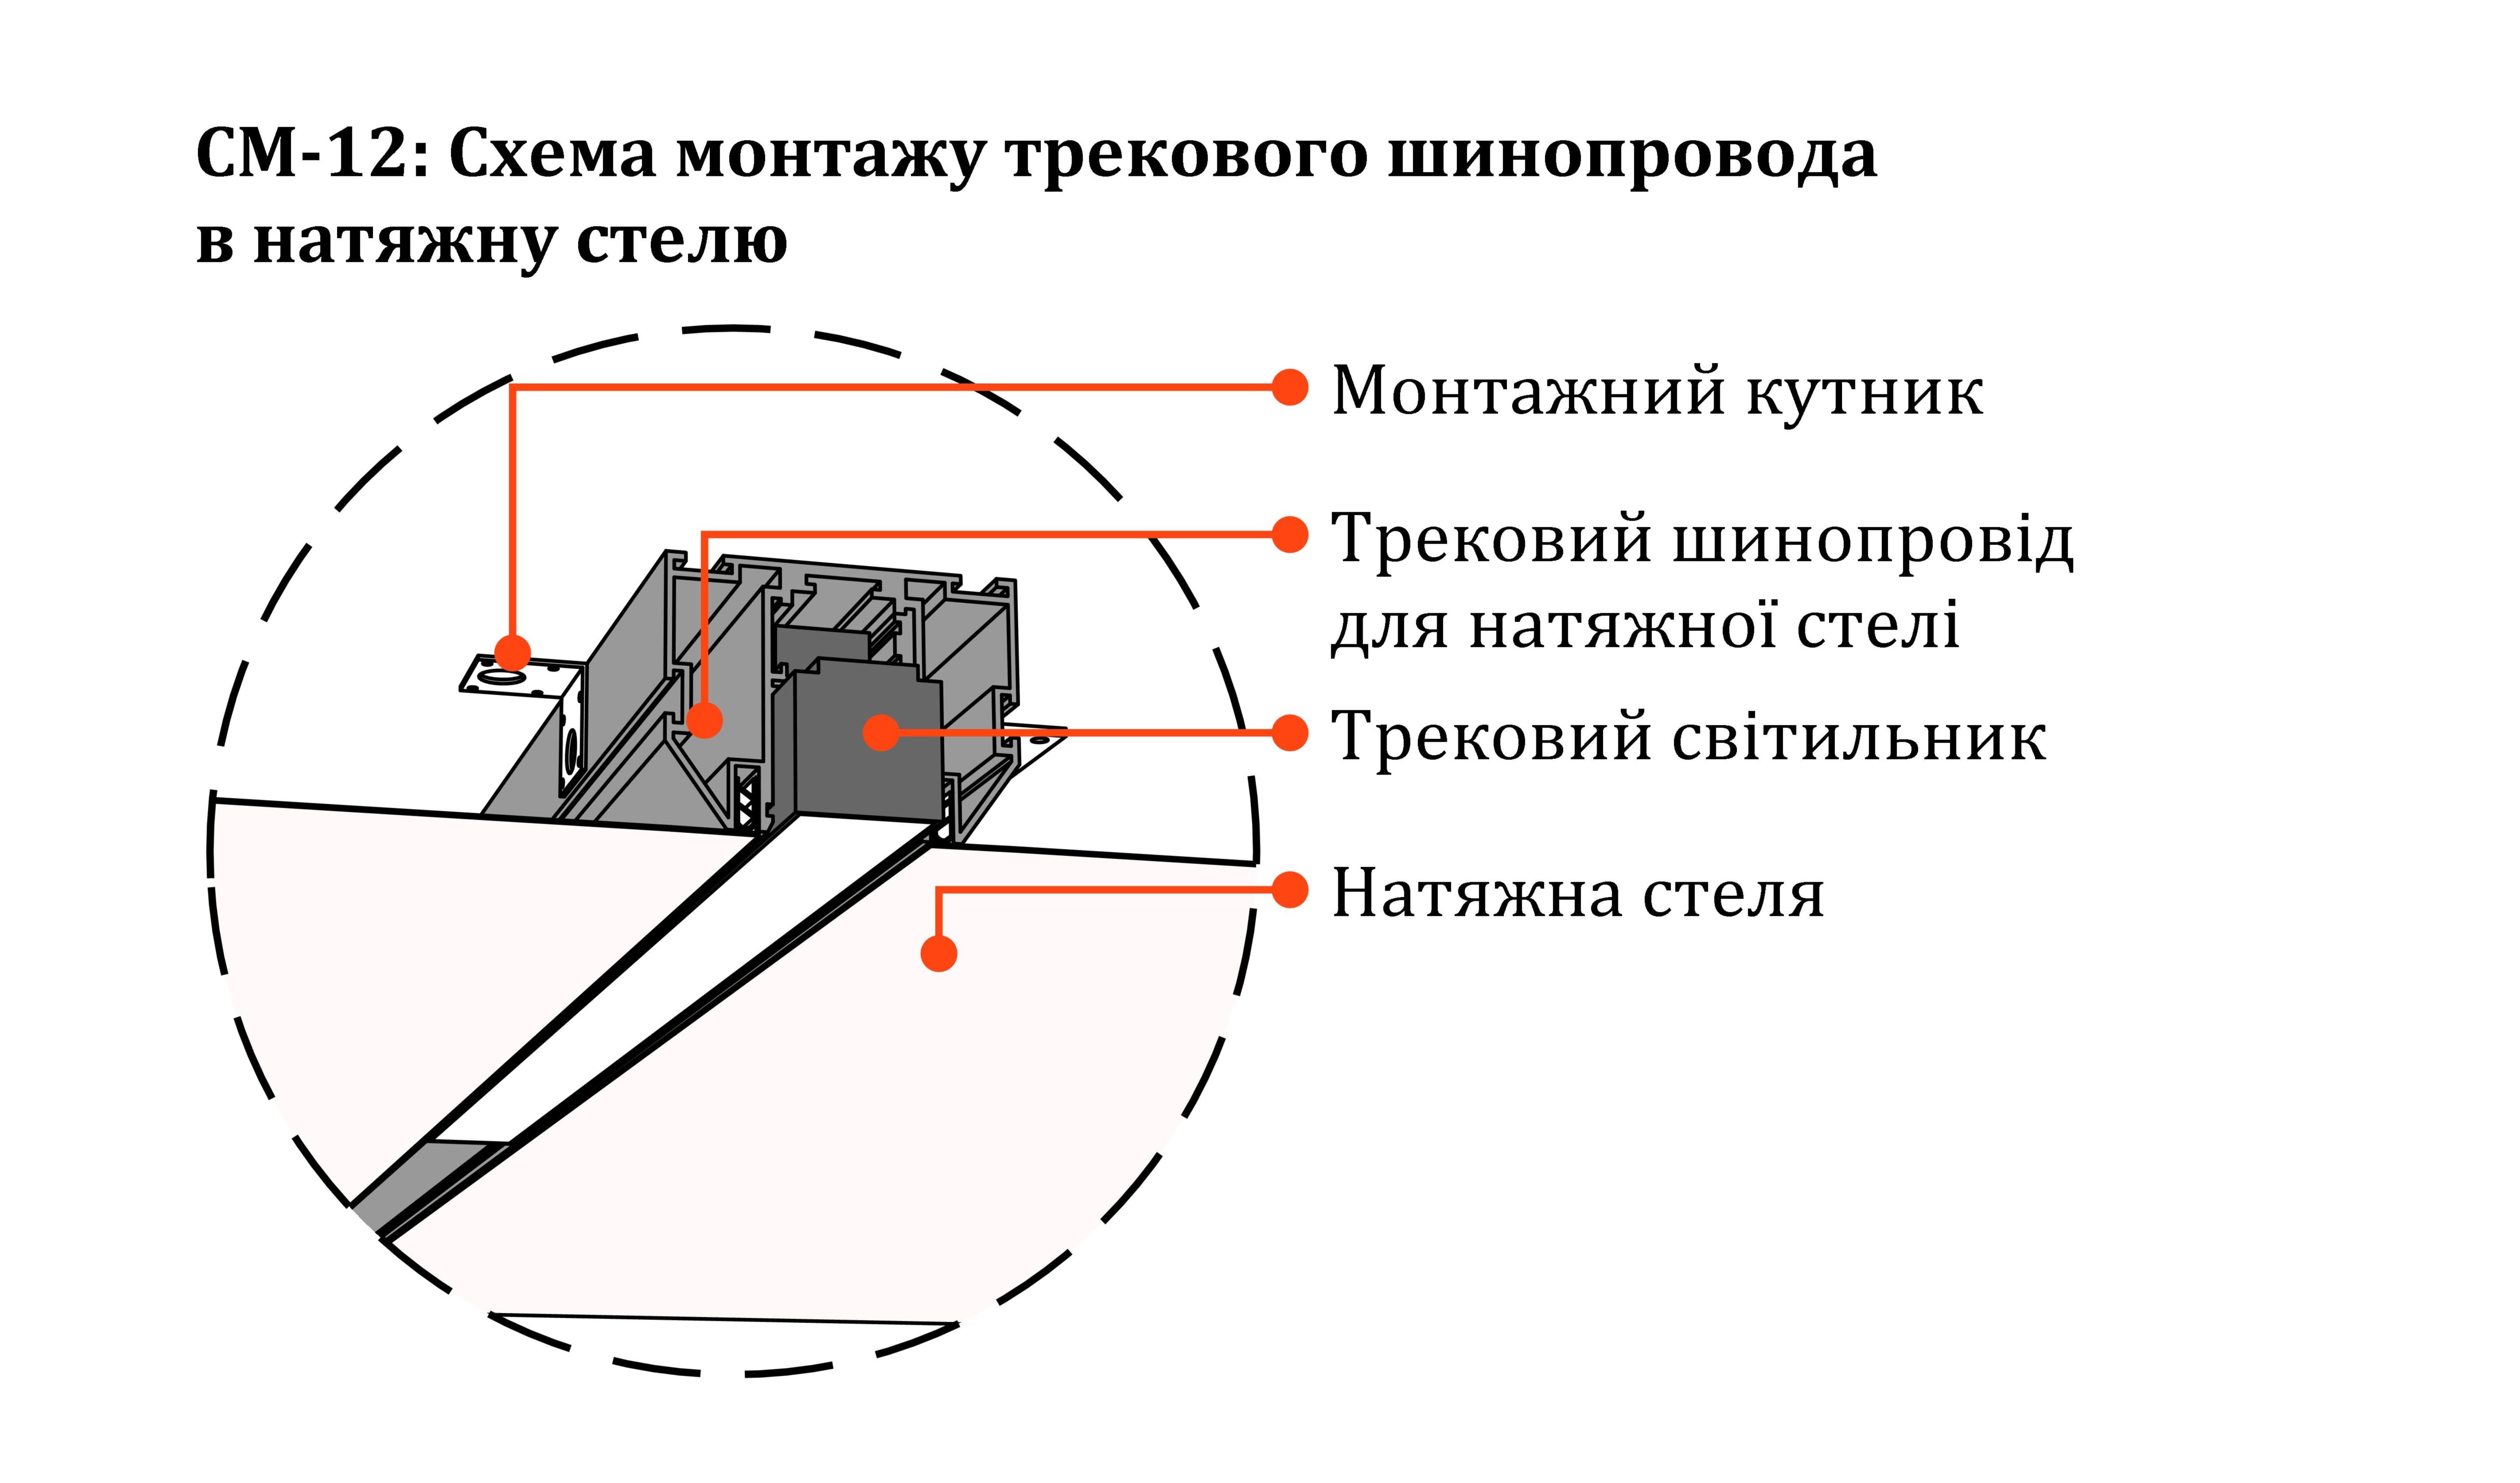 СМ-12: Схема монтажу трекового шинопровода
в натяжну стелю
Монтажний кутник
Трековий шинопровід
для натяжної стелі
Трековий світильник
Натяжна стеля